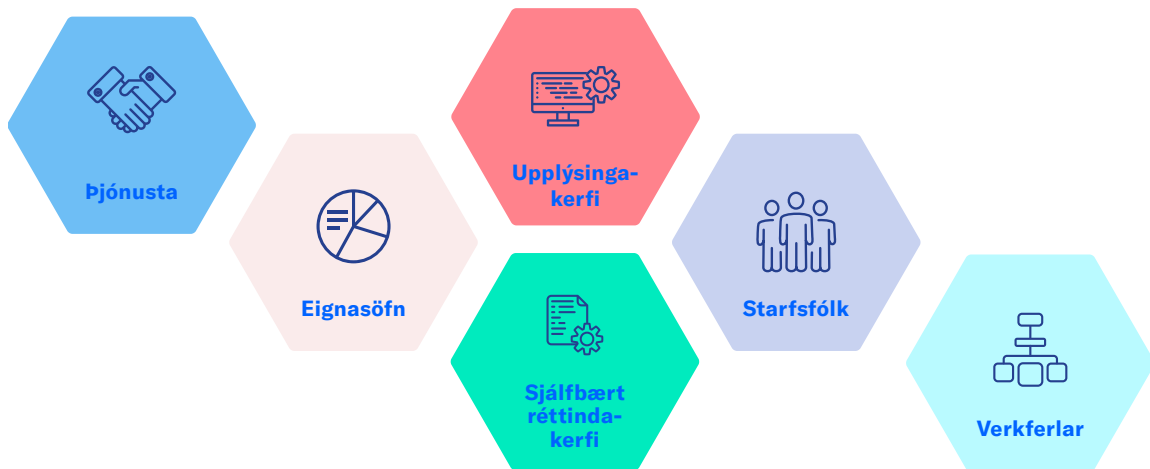 Þjónusta
Eignasöfn
Upplýsinga-
kerfi
Sjálfbært
réttinda-
kerfi
Starfsfólk
Verkferlar